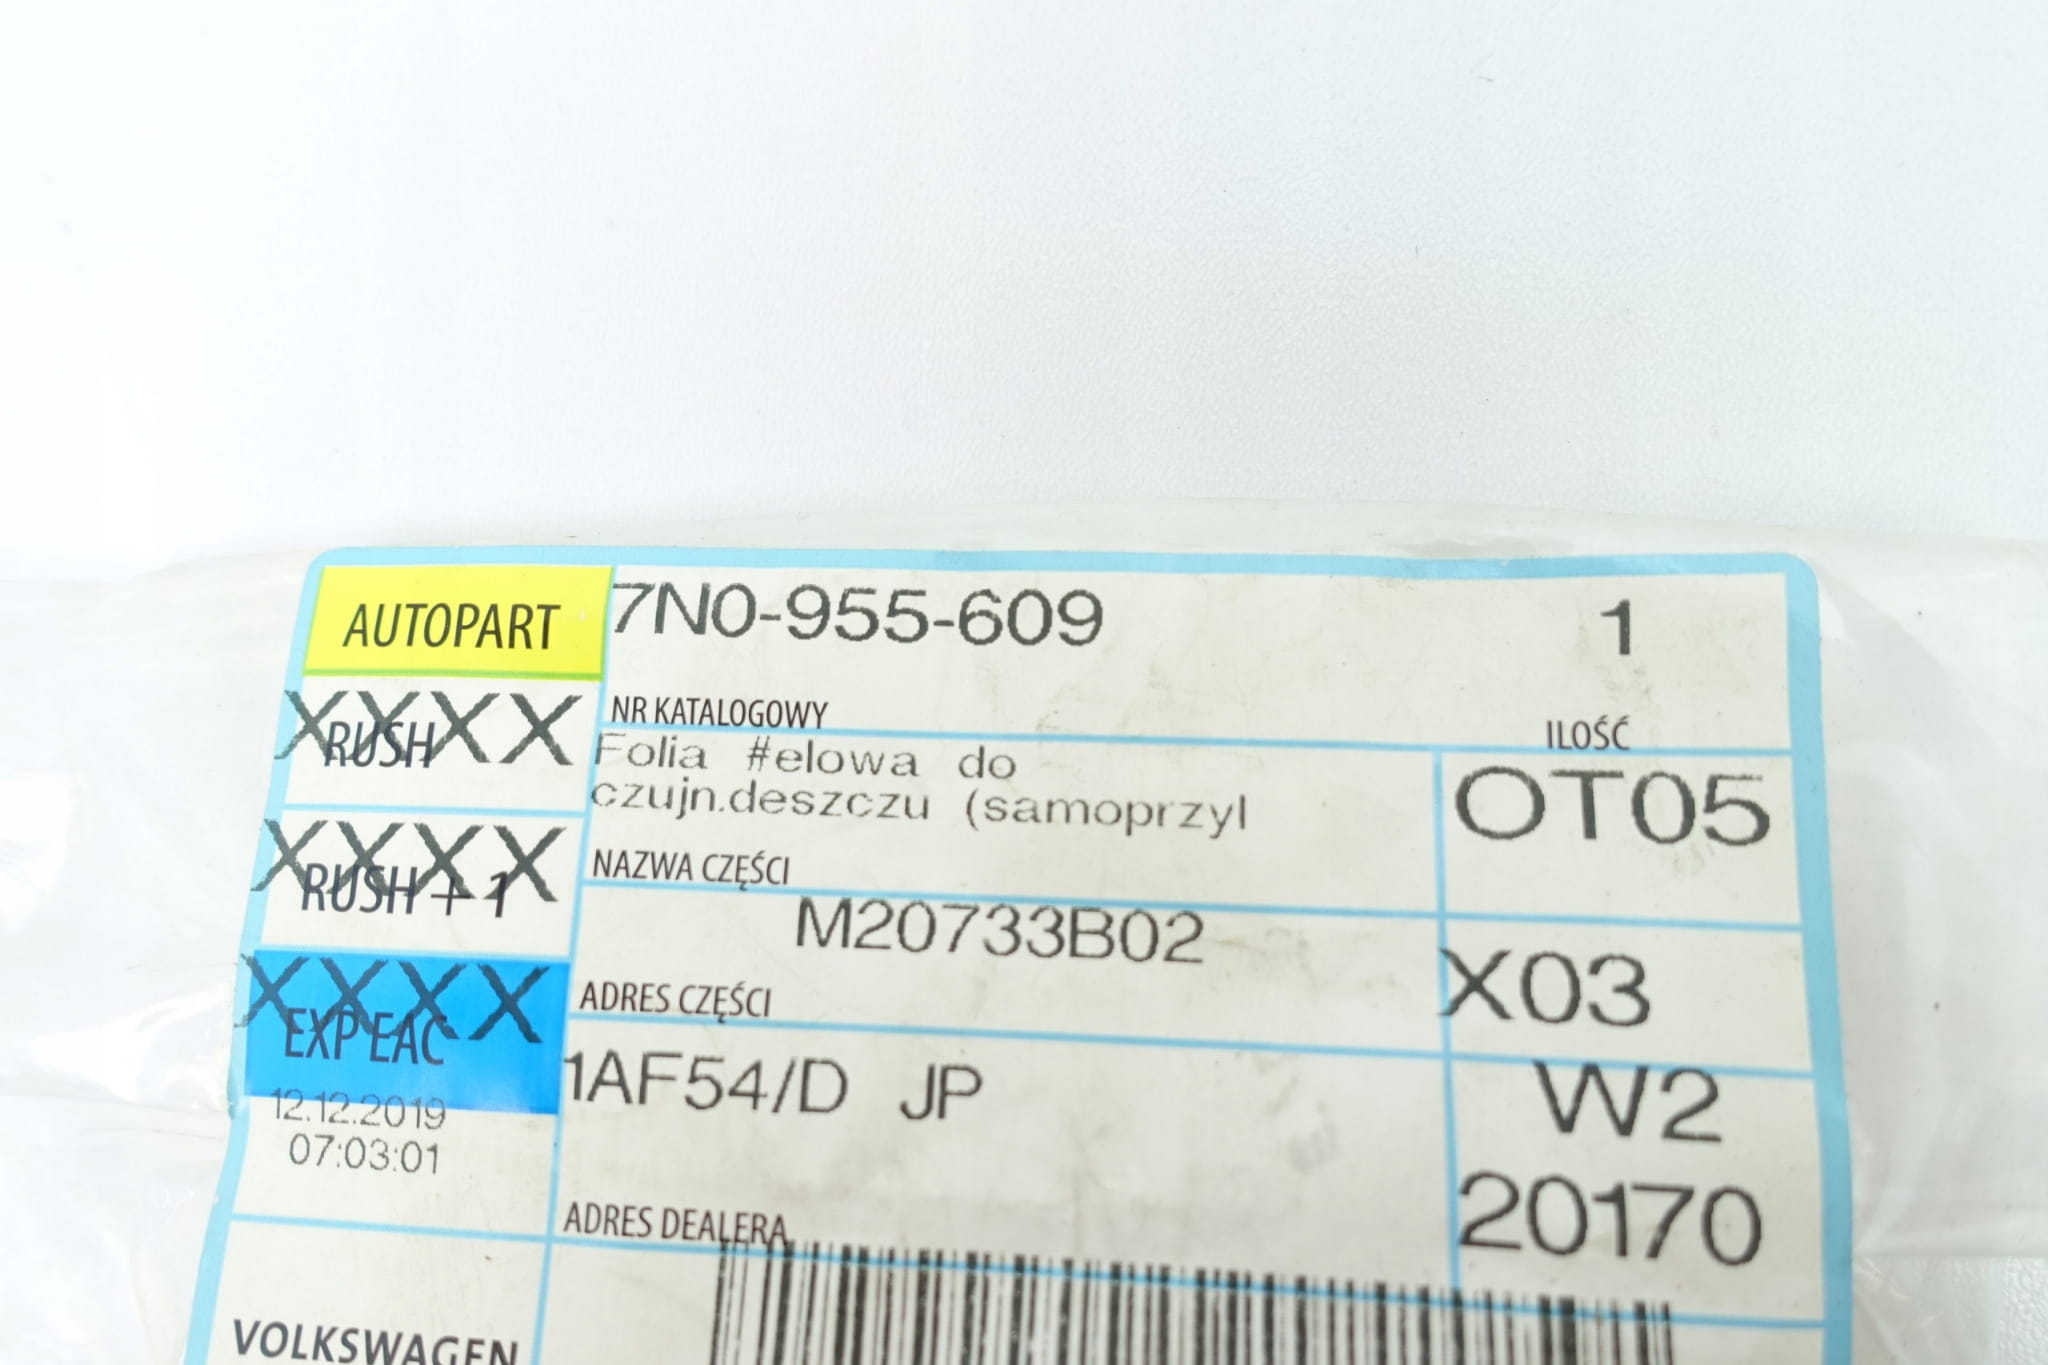 AUTOPART
7N0-955-609
1
NR KATALOGOWY
ILOŚĆ
XXXX
RUSH
Folia #elowa do
czujn.deszczu (samoprzyl
OT05
NAZWA CZĘŚCI
XXXX
RUSH + 1
M20733B02
X03
ADRES CZĘŚCI
XXXX
EXP EAC
1AF54/D JP
W2
12.12.2019
07:03:01
20170
ADRES DEALERA
VOLKSWAGEN